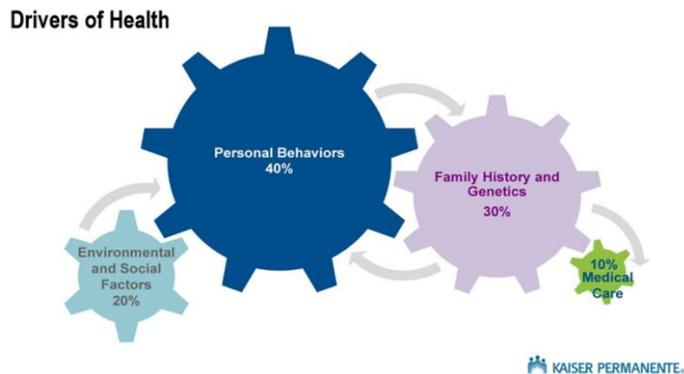 Drivers of Health
Personal Behaviors
40%
Family History and
Genetics
30%
Environmental
and Social
Factors
20%
10%
Medical
Care
KAISER PERMANENTE®